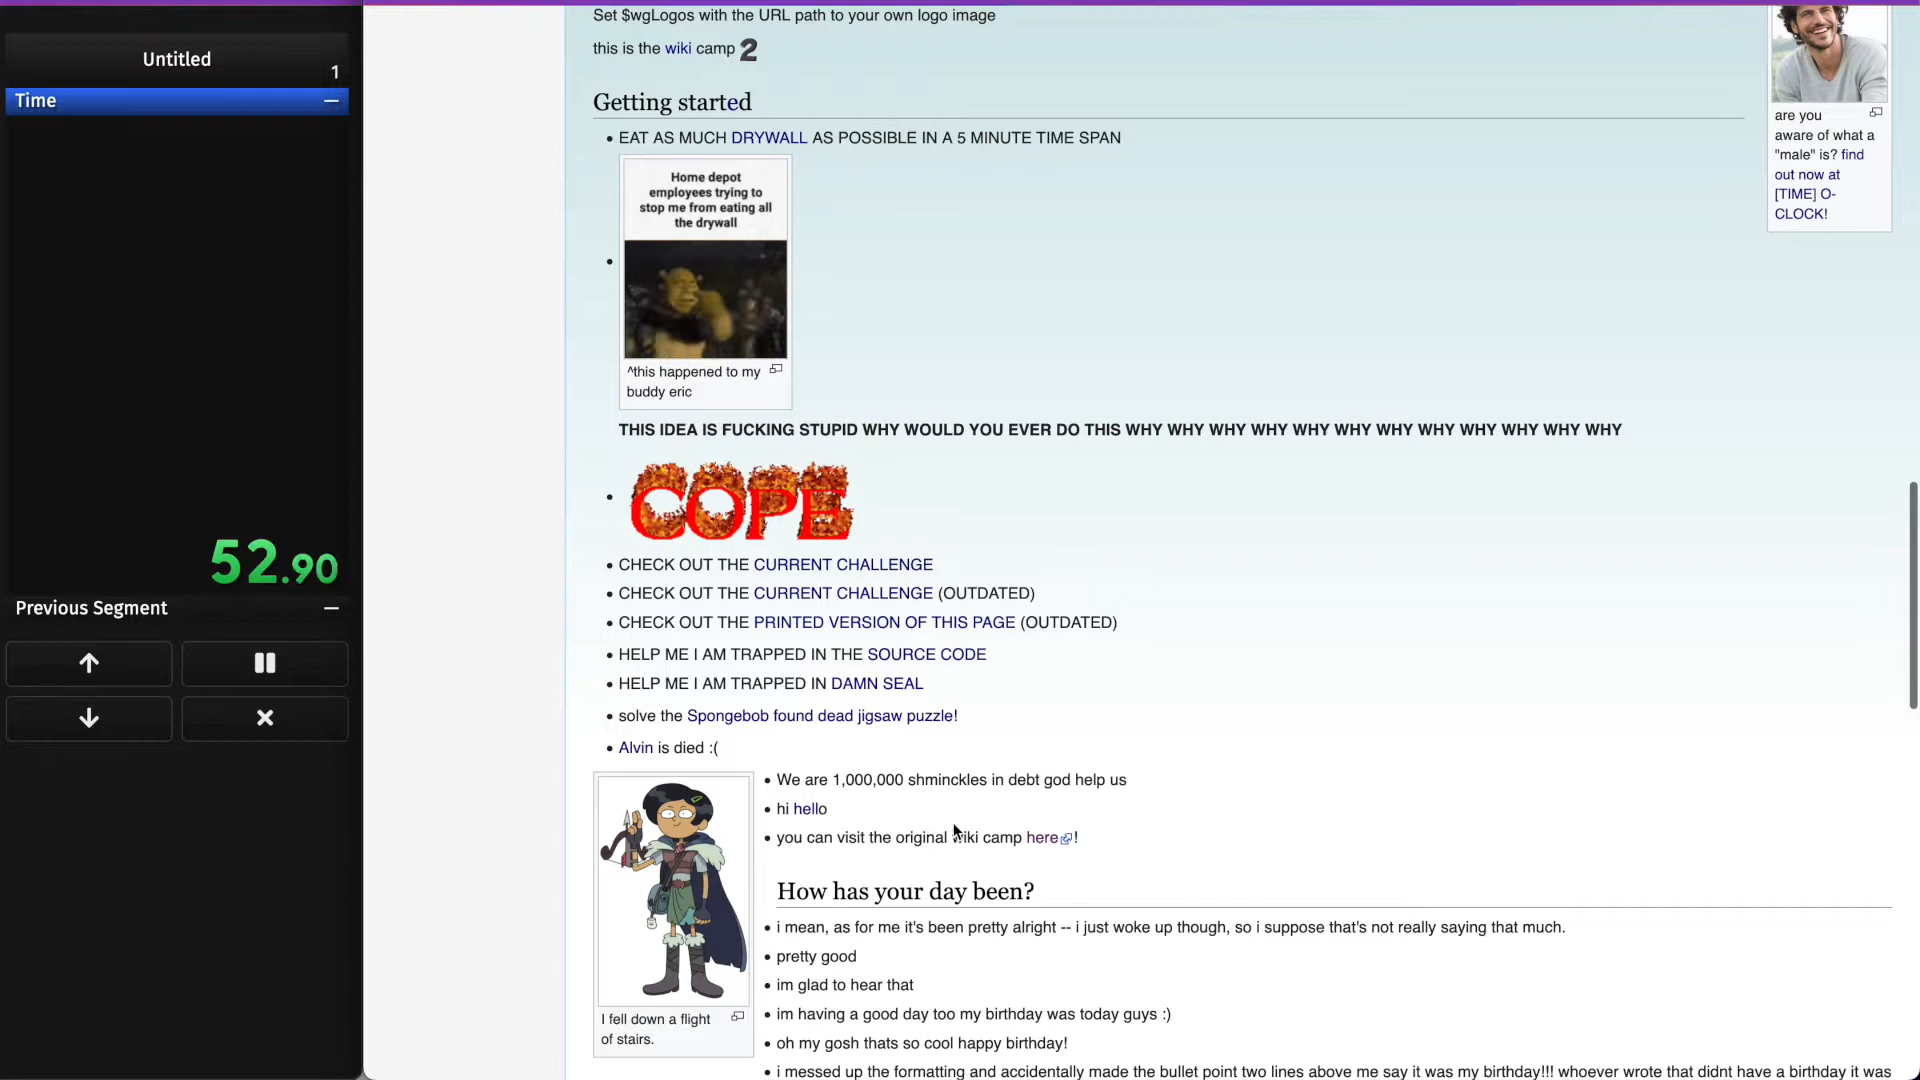 Untitled
1
Time —
52.90
Previous Segment —
Set $wgLogos with the URL path to your own logo image
this is the wiki camp 2
Getting started
• EAT AS MUCH DRYWALL AS POSSIBLE IN A 5 MINUTE TIME SPAN
Home depot
employees trying to
stop me from eating all
the drywall
^this happened to my
buddy eric
THIS IDEA IS FUCKING STUPID WHY WOULD YOU EVER DO THIS WHY WHY WHY WHY WHY WHY WHY WHY WHY WHY WHY WHY
COPE
• CHECK OUT THE CURRENT CHALLENGE
• CHECK OUT THE CURRENT CHALLENGE (OUTDATED)
• CHECK OUT THE PRINTED VERSION OF THIS PAGE (OUTDATED)
• HELP ME I AM TRAPPED IN THE SOURCE CODE
• HELP ME I AM TRAPPED IN DAMN SEAL
• solve the Spongebob found dead jigsaw puzzle!
• Alvin is died :(
• We are 1,000,000 shminckles in debt god help us
• hi hello
• you can visit the original wiki camp here!
I fell down a flight
of stairs.
How has your day been?
• i mean, as for me it's been pretty alright -- i just woke up though, so i suppose that's not really saying that much.
• pretty good
• im glad to hear that
• im having a good day too my birthday was today guys :)
• oh my gosh thats so cool happy birthday!
• i messed up the formatting and accidentally made the bullet point two lines above me say it was my birthday!!! whoever wrote that didnt have a birthday it was
are you
aware of what a
"male" is? find
out now at
[TIME] O-
CLOCK!